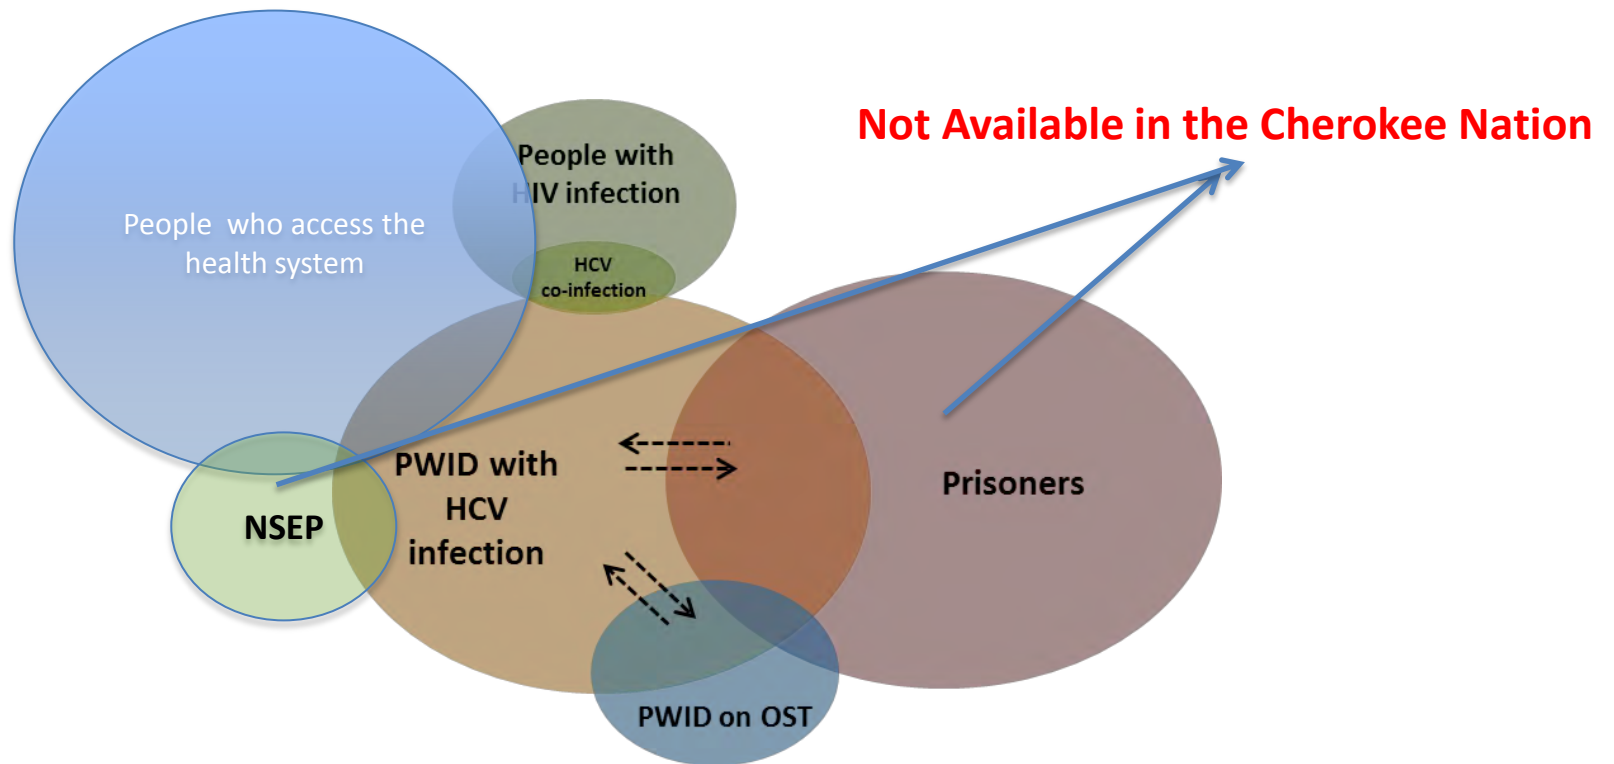 Not Available in the Cherokee Nation
People with
HIV infection
People  who access the
health system
HCV
co-infection
PWID with
HCV
infection
Prisoners
NSEP
PWID on OST